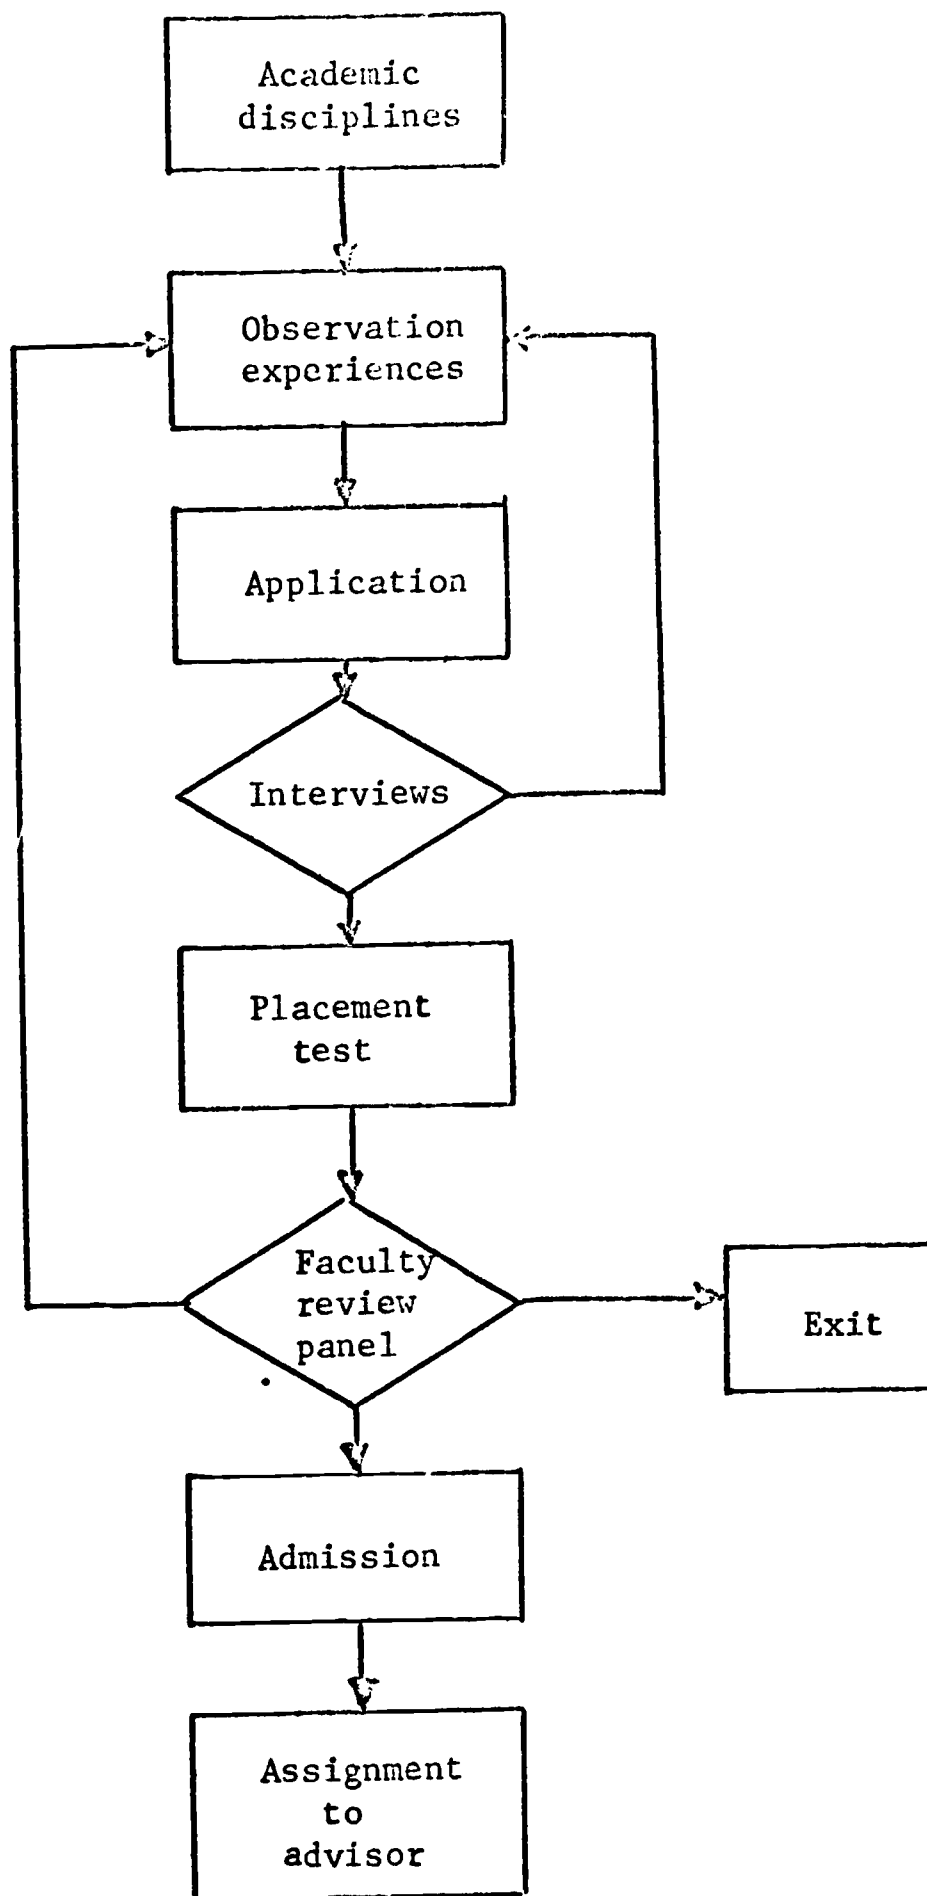 Academic
disciplines
Observation
experiences
Application
Interviews
Placement
test
Faculty
review
panel
Exit
Admission
Assignment
to
advisor